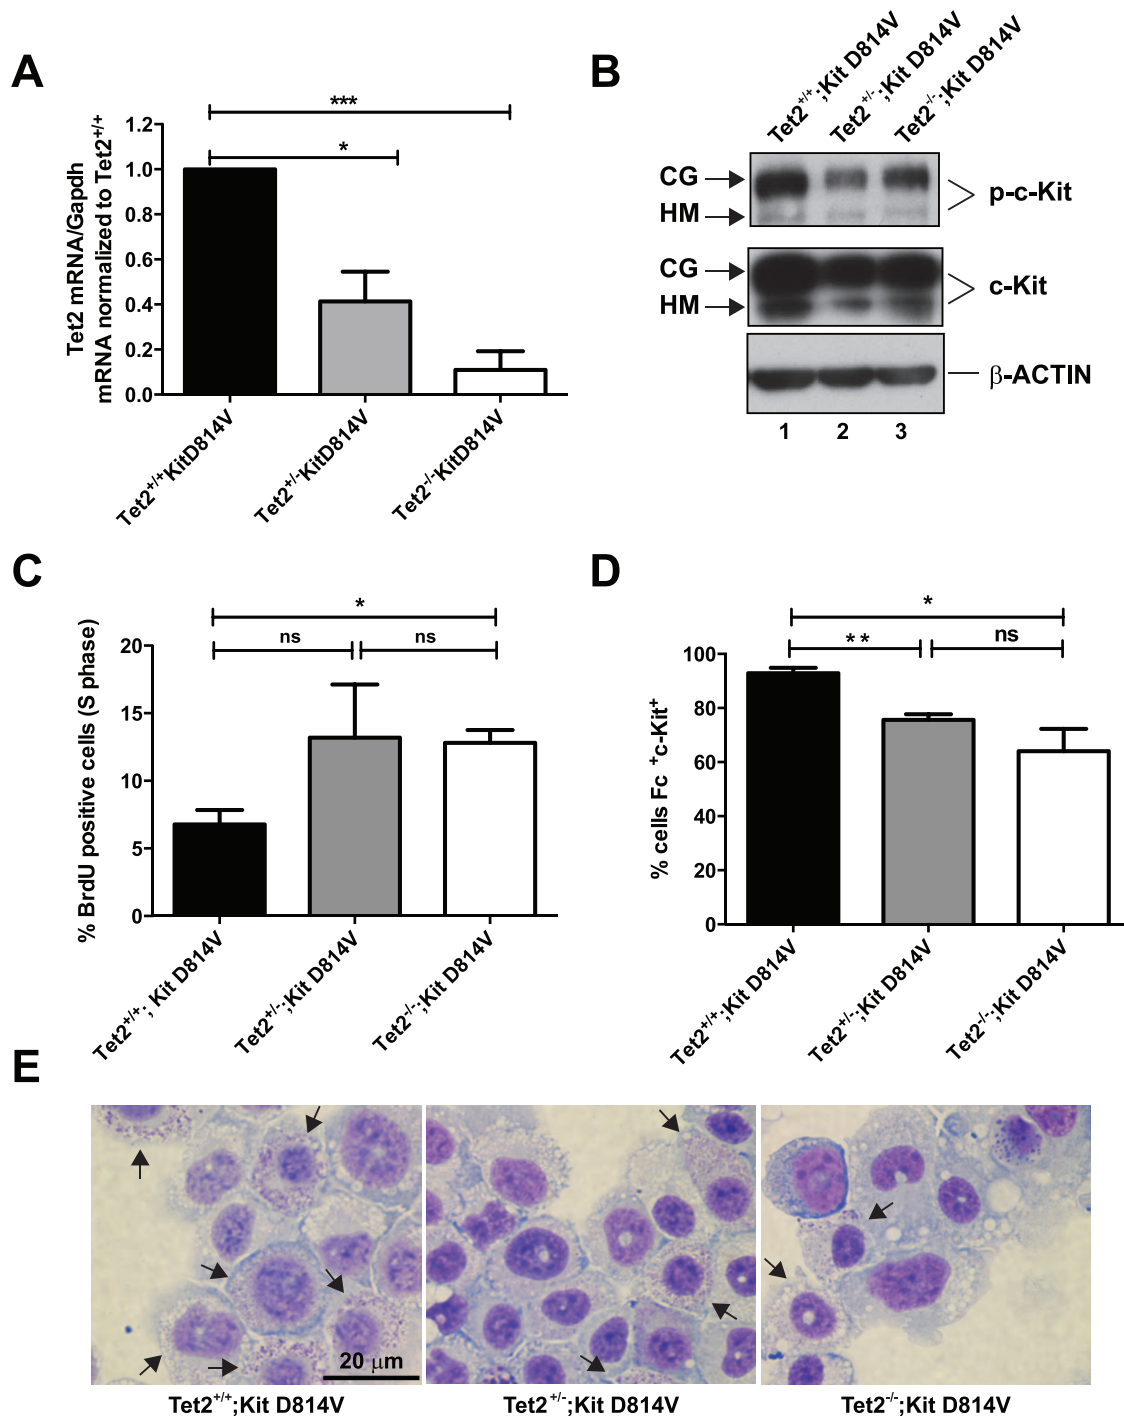 A
***
*
1.2
1.0
0.8
0.6
0.4
0.2
0.0
Tet2 mRNA/Gapdh
mRNA normalized to Tet2+/+
Tet2+/+KitD814V
Tet2+/-KitD814V
Tet2-/-KitD814V
B
Tet2+/+;Kit D814V
Tet2+/-;Kit D814V
Tet2-/-;Kit D814V
CG
HM
p-c-Kit
CG
HM
c-Kit
β-ACTIN
1 2 3
C
*
ns ns
20
15
10
5
0
% BrdU positive cells (S phase)
Tet2+/+; Kit D814V
Tet2+/-;Kit D814V
Tet2-/-;Kit D814V
D
*
** ns
100
80
60
40
20
0
% cells Fc +c-Kit+
Tet2+/+;Kit D814V
Tet2+/-;Kit D814V
Tet2-/-;Kit D814V
E
20 µm
Tet2+/+;Kit D814V
Tet2+/-;Kit D814V
Tet2-/-;Kit D814V